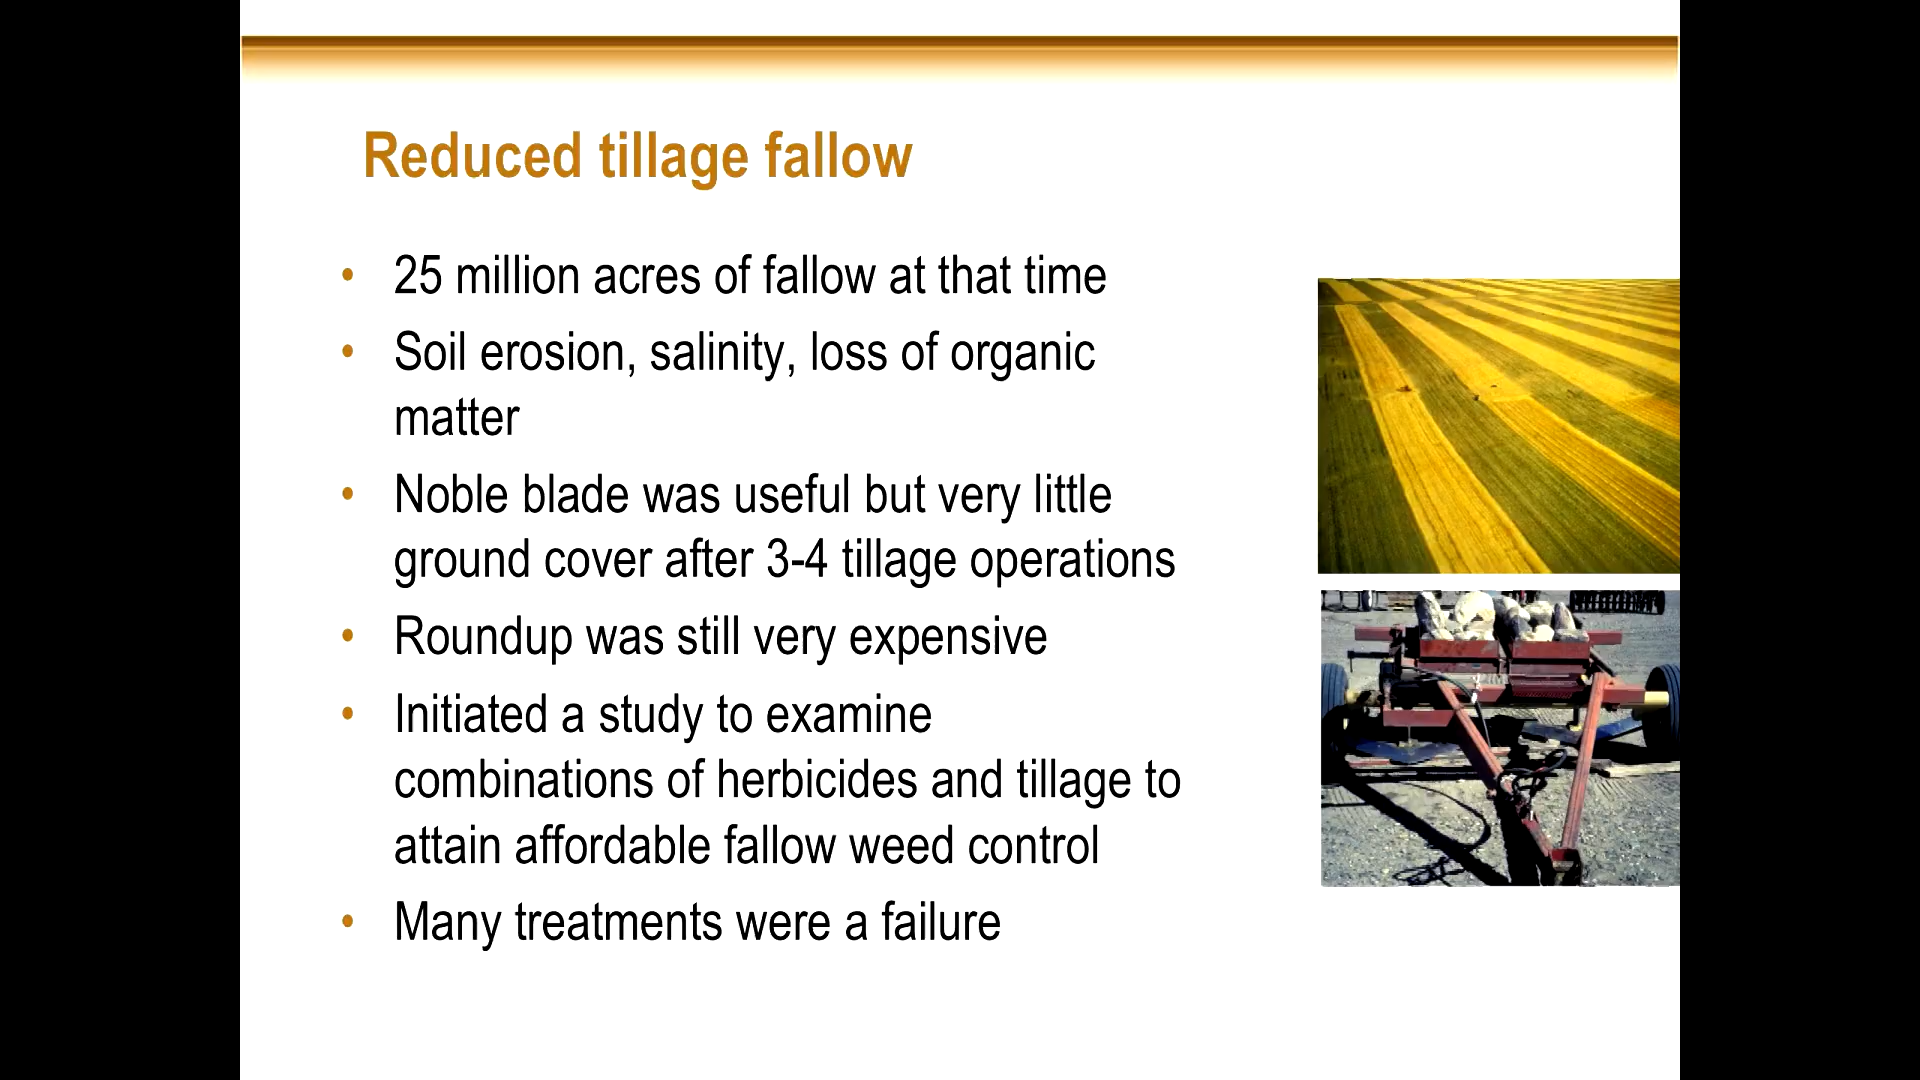 Reduced tillage fallow
• 25 million acres of fallow at that time
• Soil erosion, salinity, loss of organic
matter
• Noble blade was useful but very little
ground cover after 3-4 tillage operations
• Roundup was still very expensive
• Initiated a study to examine
combinations of herbicides and tillage to
attain affordable fallow weed control
• Many treatments were a failure